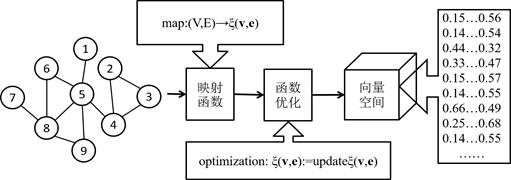 map:(V,E)→ξ(v,e)
1
6
2
7
5
3
8
4
9
映射
函数
函数
优化
向量
空间
optimization: ξ(v,e):=updateξ(v,e)
0.15…0.56
0.14…0.54
0.44…0.32
0.33…0.47
0.15…0.57
0.14…0.55
0.66…0.49
0.25…0.68
0.14…0.55
……